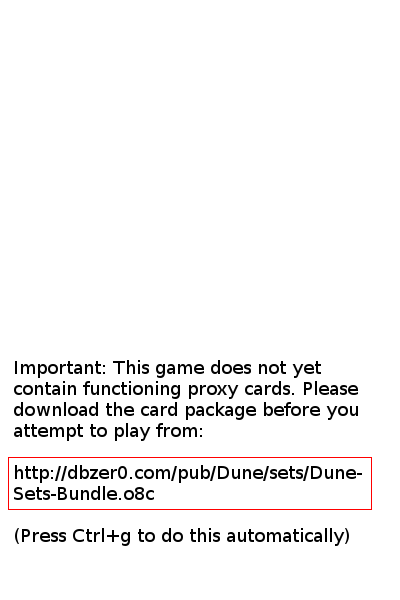 Important: This game does not yet
contain functioning proxy cards. Please
download the card package before you
attempt to play from:
http://dbzer0.com/pub/Dune/sets/Dune-
Sets-Bundle.o8c
(Press Ctrl+g to do this automatically)